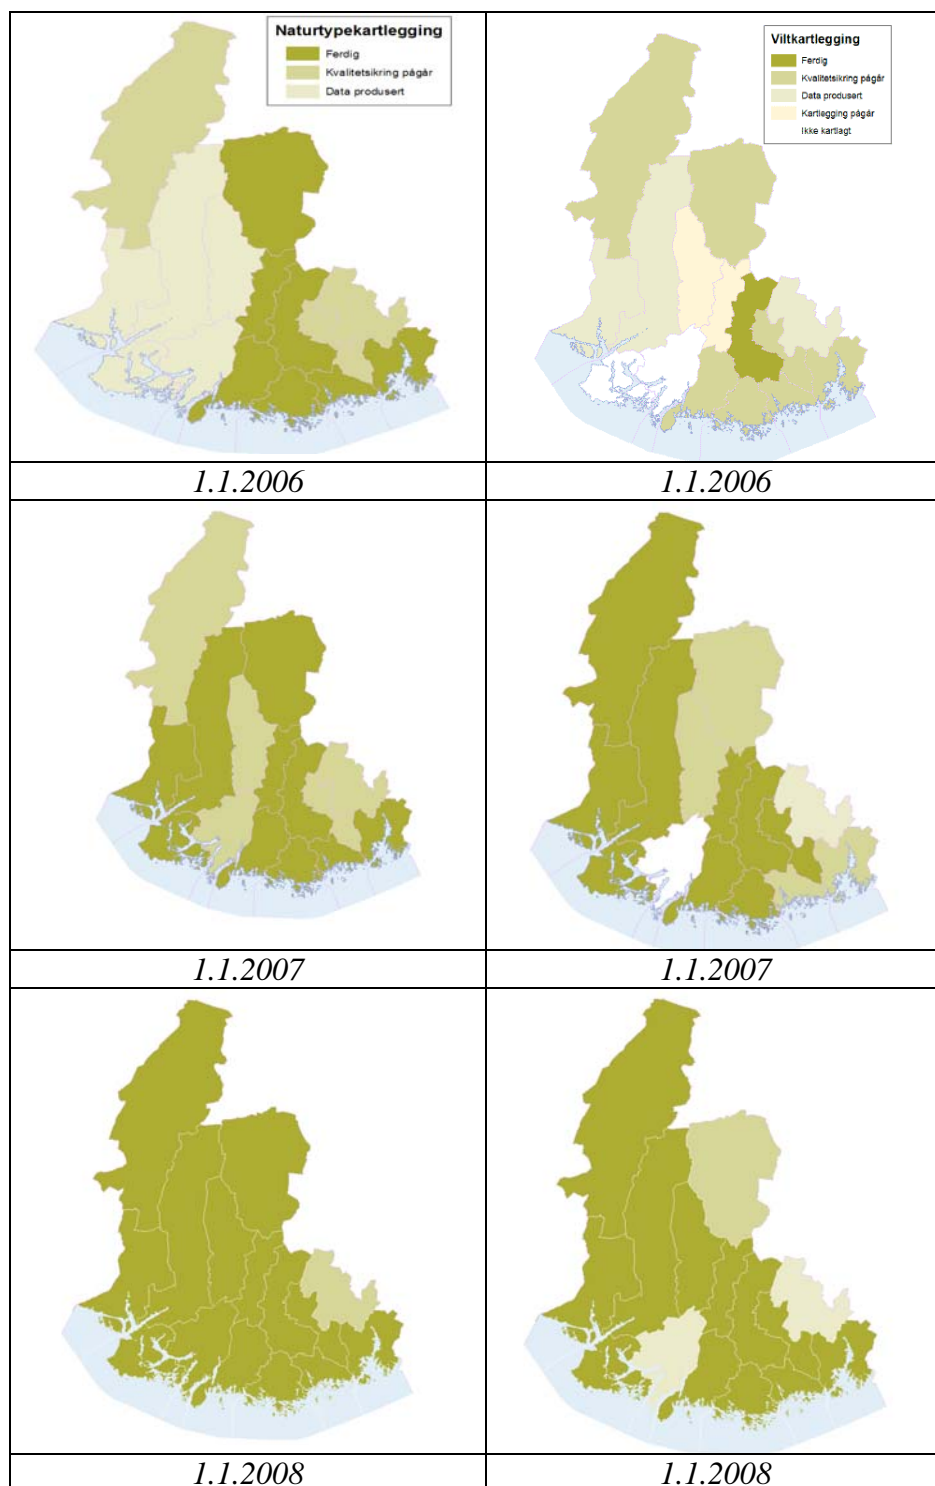 Naturtypekartlegging
Ferdig
Kvalitetsikring pågår
Data produsert
Viltkartlegging
Ferdig
Kvalitetsikring pågår
Data produsert
Kartlegging pågår
Ikke kartlagt
1.1.2006
1.1.2006
1.1.2007
1.1.2007
1.1.2008
1.1.2008